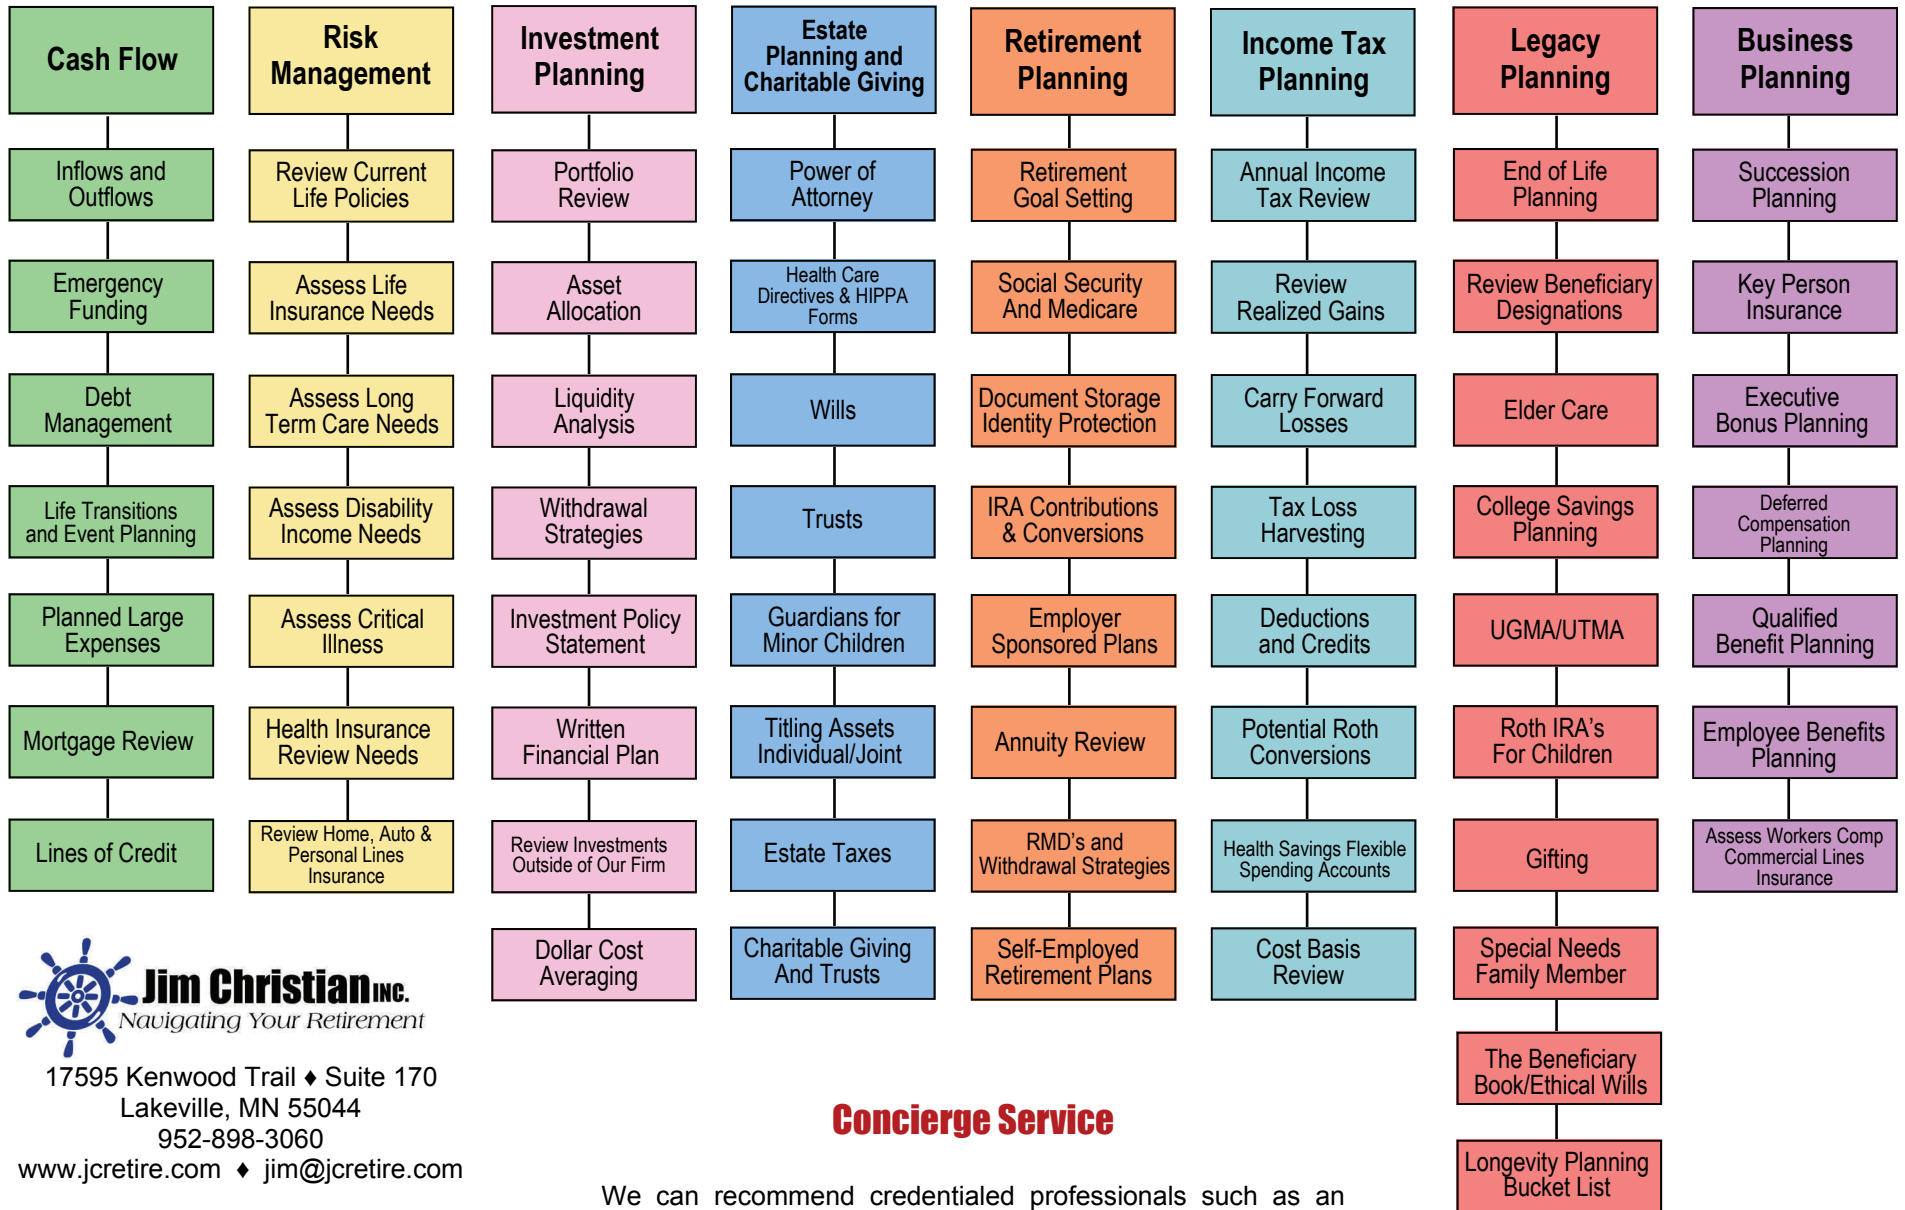 Cash Flow
Inflows and
Outflows
Emergency
Funding
Debt
Management
Life Transitions
and Event Planning
Planned Large
Expenses
Mortgage Review
Lines of Credit
Risk
Management
Review Current
Life Policies
Assess Life
Insurance Needs
Assess Long
Term Care Needs
Assess Disability
Income Needs
Assess Critical
Illness
Health Insurance
Review Needs
Review Home, Auto &
Personal Lines
Insurance
Investment
Planning
Portfolio
Review
Asset
Allocation
Liquidity
Analysis
Withdrawal
Strategies
Investment Policy
Statement
Written
Financial Plan
Review Investments
Outside of Our Firm
Dollar Cost
Averaging
Estate
Planning and
Charitable Giving
Power of
Attorney
Health Care
Directives & HIPPA
Forms
Wills
Trusts
Guardians for
Minor Children
Titling Assets
Individual/Joint
Estate Taxes
Charitable Giving
And Trusts
Retirement
Planning
Retirement
Goal Setting
Social Security
And Medicare
Document Storage
Identity Protection
IRA Contributions
& Conversions
Employer
Sponsored Plans
Annuity Review
RMD's and
Withdrawal Strategies
Self-Employed
Retirement Plans
Income Tax
Planning
Annual Income
Tax Review
Review
Realized Gains
Carry Forward
Losses
Tax Loss
Harvesting
Deductions
and Credits
Potential Roth
Conversions
Health Savings Flexible
Spending Accounts
Cost Basis
Review
Legacy
Planning
End of Life
Planning
Review Beneficiary
Designations
Elder Care
College Savings
Planning
UGMA/UTMA
Roth IRA's
For Children
Gifting
Special Needs
Family Member
The Beneficiary
Book/Ethical Wills
Longevity Planning
Bucket List
Business
Planning
Succession
Planning
Key Person
Insurance
Executive
Bonus Planning
Deferred
Compensation
Planning
Qualified
Benefit Planning
Employee Benefits
Planning
Assess Workers Comp
Commercial Lines
Insurance
Jim Christian INC.
Navigating Your Retirement
17595 Kenwood Trail ♦ Suite 170
Lakeville, MN 55044
952-898-3060
www.jcretire.com ♦ jim@jcretire.com
Concierge Service
We can recommend credentialed professionals such as an